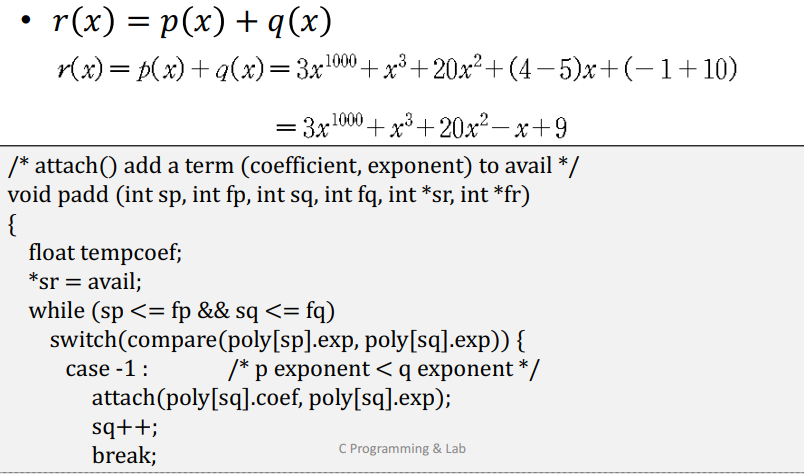 • r(x) = p(x) + q(x)
r(x) = p(x) + q(x) = 3x^1000 + x^3 + 20x^2 + (4 − 5)x + (−1 + 10)
= 3x^1000 + x^3 + 20x^2 − x + 9
/* attach() add a term (coefficient, exponent) to avail */
void padd (int sp, int fp, int sq, int fq, int *sr, int *fr)
{
float tempcoef;
*sr = avail;
while (sp <= fp && sq <= fq)
switch(compare(poly[sp].exp, poly[sq].exp)) {
case -1 : /* p exponent < q exponent */
attach(poly[sq].coef, poly[sq].exp);
sq++;
break;
C Programming & Lab